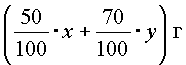 (50/100 · x + 70/100 · y) г